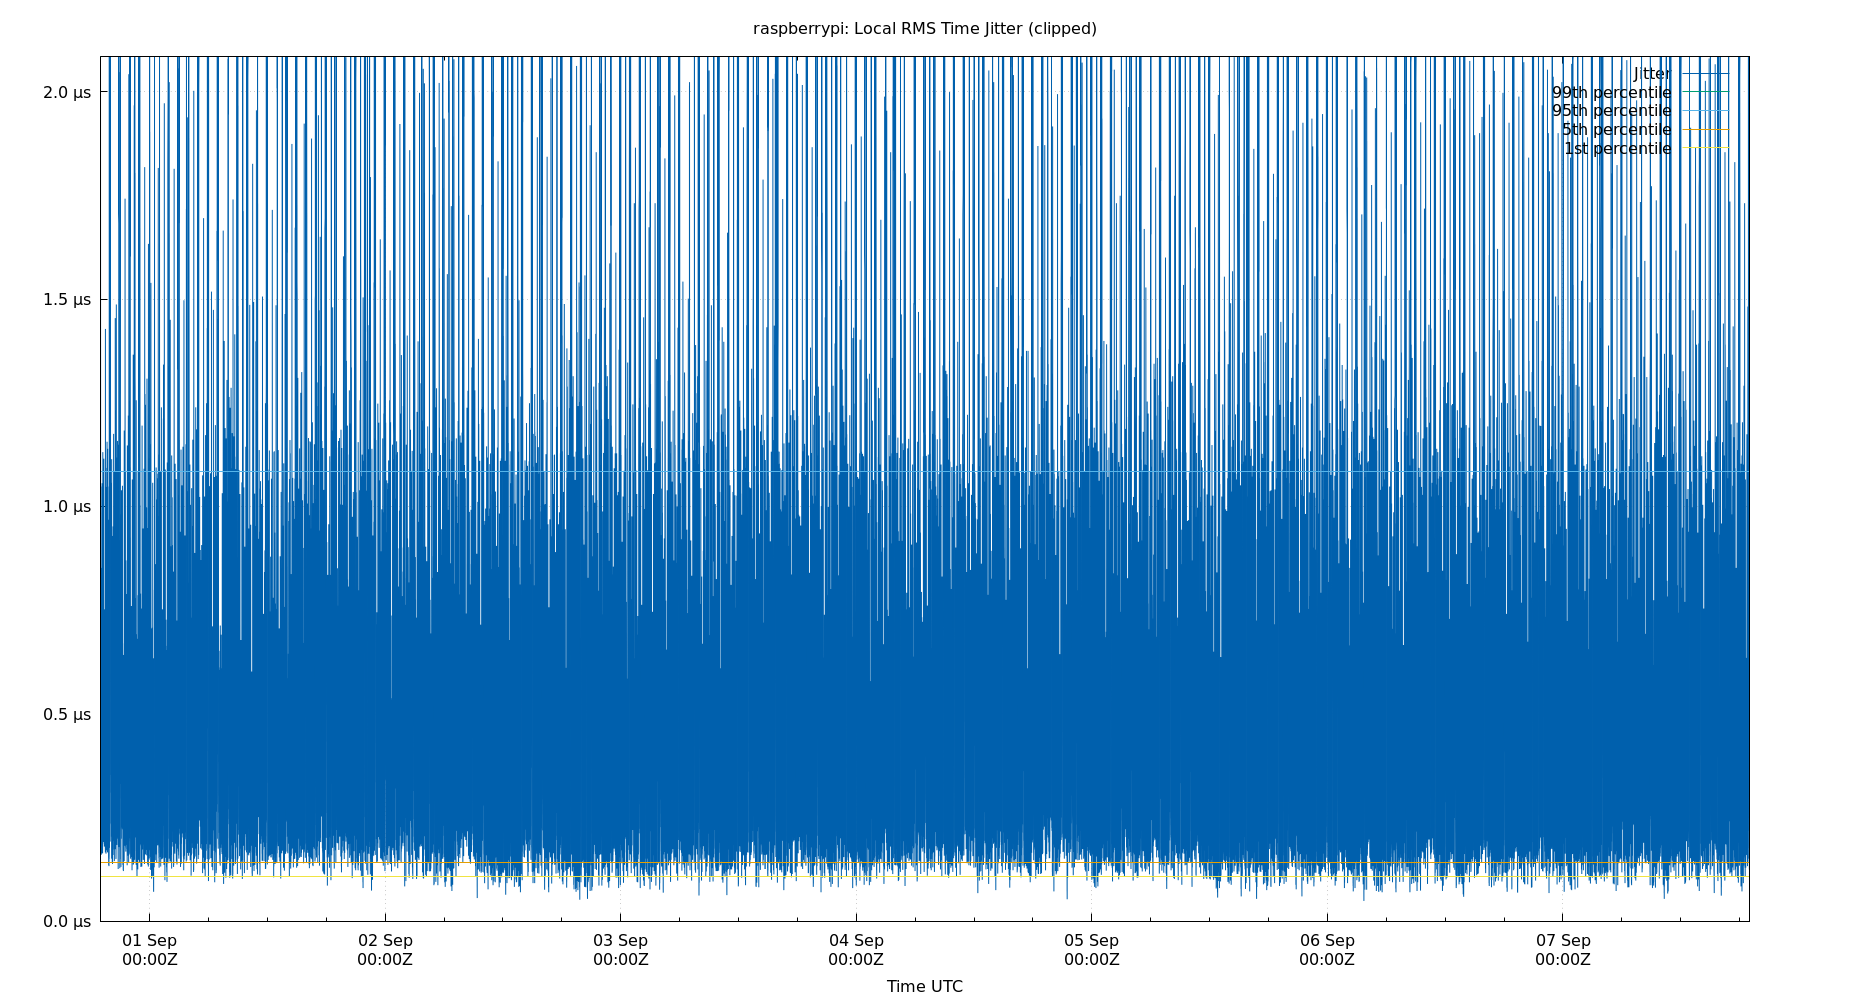 raspberrypi: Local RMS Time Jitter (clipped)
Jitter
99th percentile
95th percentile
5th percentile
1st percentile
2.0 µs
1.5 µs
1.0 µs
0.5 µs
0.0 µs
01 Sep 02 Sep 03 Sep 04 Sep 05 Sep 06 Sep 07 Sep
00:00Z 00:00Z 00:00Z 00:00Z 00:00Z 00:00Z 00:00Z
Time UTC